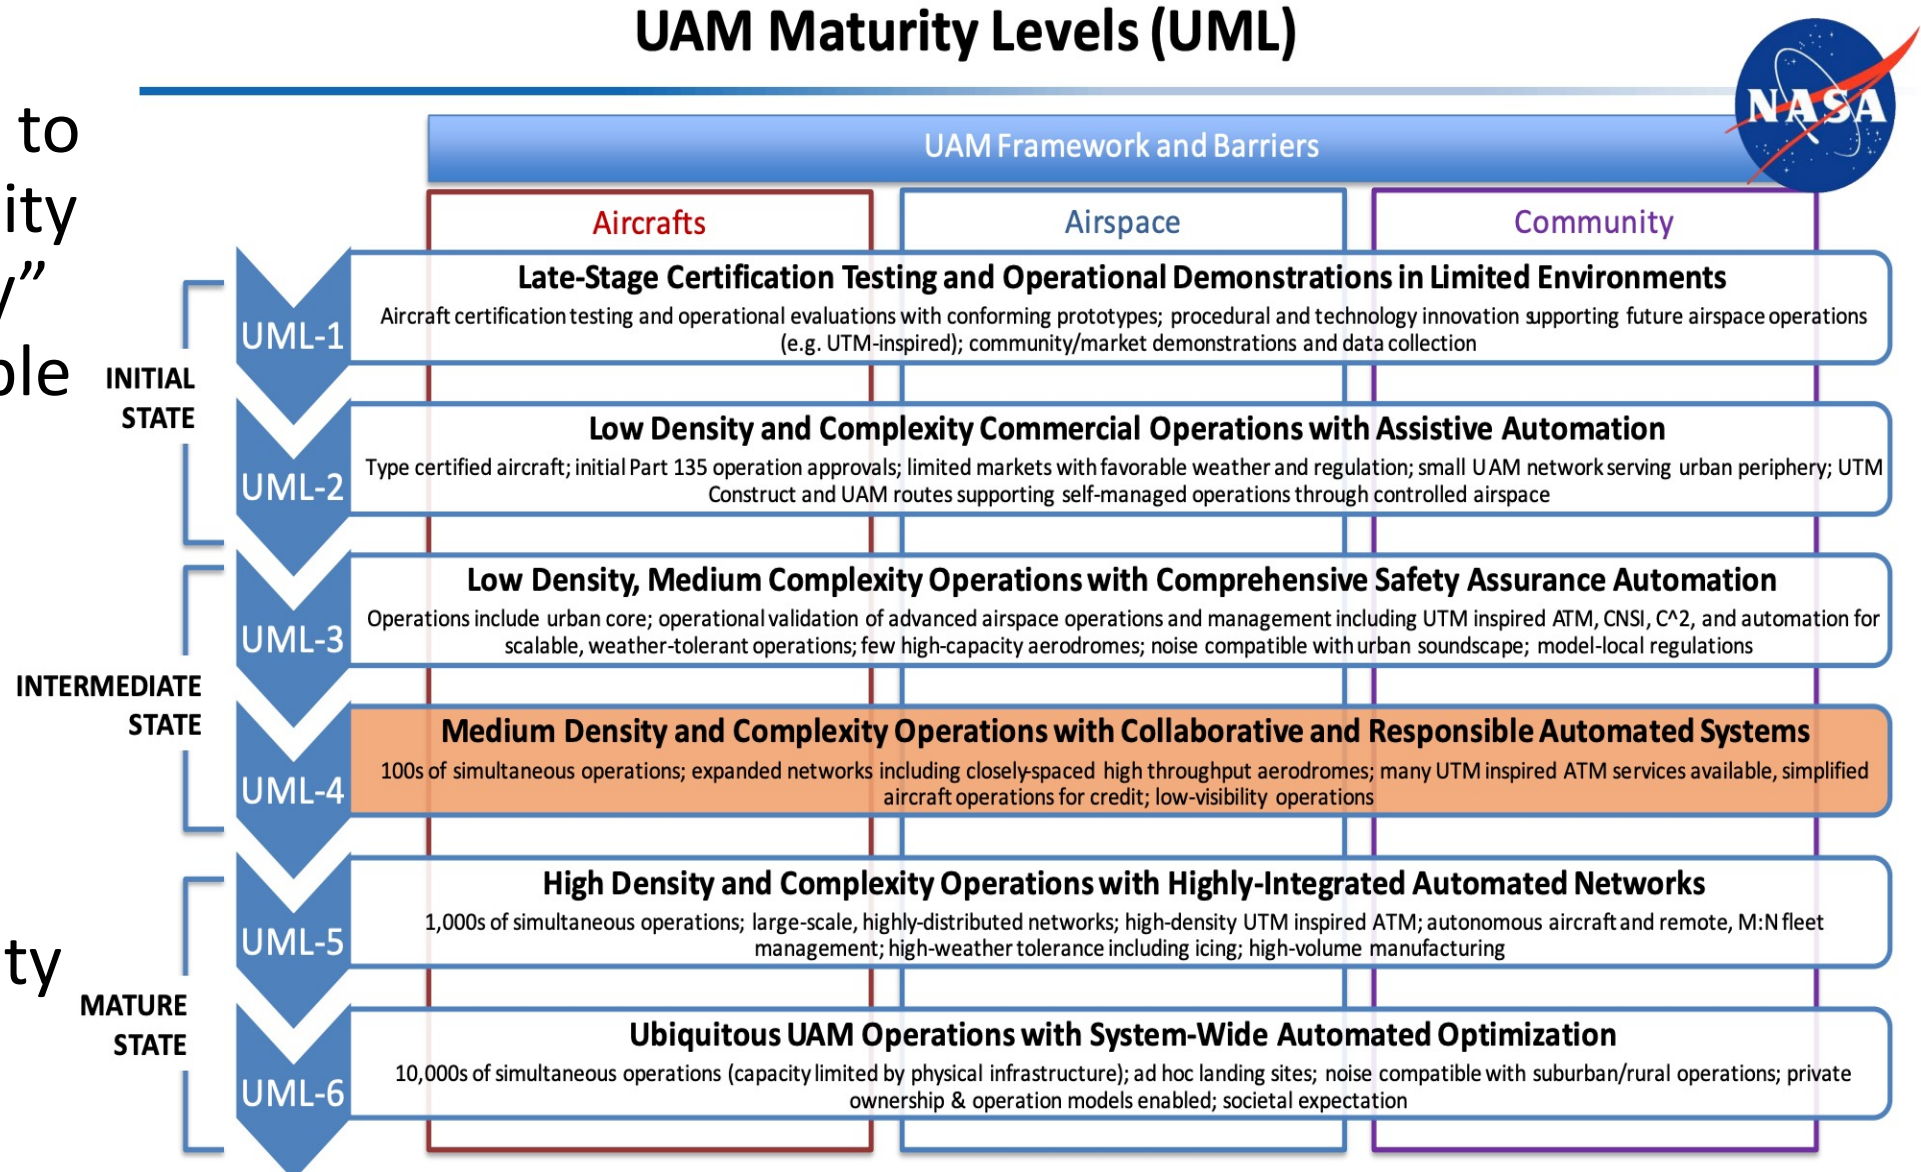 UAM Maturity Levels (UML)
NASA
to
ity
y”
ple
ty
UAM Framework and Barriers
Aircrafts
Airspace
Community
INITIAL
STATE
UML-1
Late-Stage Certification Testing and Operational Demonstrations in Limited Environments
Aircraft certification testing and operational evaluations with conforming prototypes; procedural and technology innovation supporting future airspace operations
(e.g. UTM-inspired); community/market demonstrations and data collection
UML-2
Low Density and Complexity Commercial Operations with Assistive Automation
Type certified aircraft; initial Part 135 operation approvals; limited markets with favorable weather and regulation; small UAM network serving urban periphery; UTM
Construct and UAM routes supporting self-managed operations through controlled airspace
INTERMEDIATE
STATE
UML-3
Low Density, Medium Complexity Operations with Comprehensive Safety Assurance Automation
Operations include urban core; operational validation of advanced airspace operations and management including UTM inspired ATM, CNSI, C^2, and automation for
scalable, weather-tolerant operations; few high-capacity aerodromes; noise compatible with urban soundscape; model-local regulations
UML-4
Medium Density and Complexity Operations with Collaborative and Responsible Automated Systems
100s of simultaneous operations; expanded networks including closely-spaced high throughput aerodromes; many UTM inspired ATM services available, simplified
aircraft operations for credit; low-visibility operations
MATURE
STATE
UML-5
High Density and Complexity Operations with Highly-Integrated Automated Networks
1,000s of simultaneous operations; large-scale, highly-distributed networks; high-density UTM inspired ATM; autonomous aircraft and remote, M:N fleet
management; high-weather tolerance including icing; high-volume manufacturing
UML-6
Ubiquitous UAM Operations with System-Wide Automated Optimization
10,000s of simultaneous operations (capacity limited by physical infrastructure); ad hoc landing sites; noise compatible with suburban/rural operations; private
ownership & operation models enabled; societal expectation